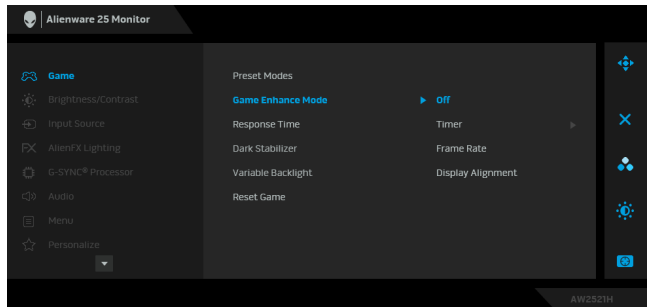 Alienware 25 Monitor
Game
Brightness/Contrast
Input Source
AlienFX Lighting
G-SYNC® Processor
Audio
Menu
Personalize
Preset Modes
Game Enhance Mode
Response Time
Dark Stabilizer
Variable Backlight
Reset Game
Off
Timer
Frame Rate
Display Alignment
AW2521H